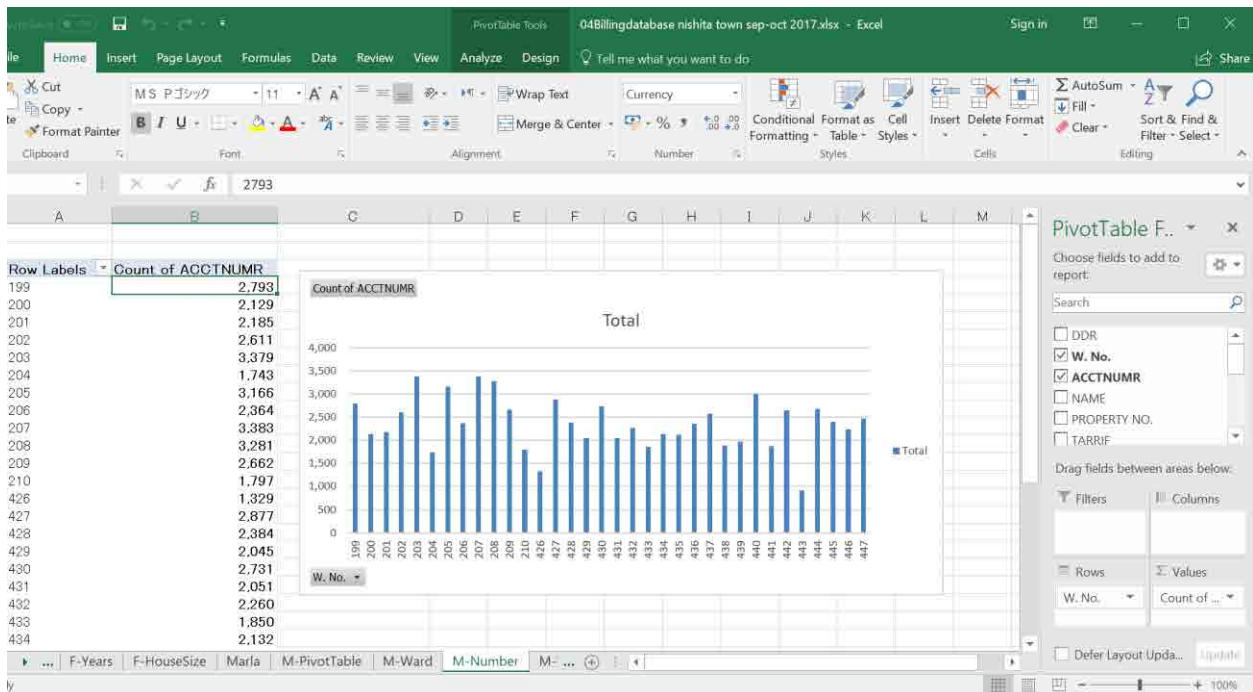 PivotTable Tools 04Billingdatabase nishita town sep-oct 2017.xlsx - Excel Sign in
Home Insert Page Layout Formulas Data Review View Analyze Design Tell me what you want to do Share
Cut
Copy
Format Painter
Clipboard
MS Pゴシック 11
B I U
Font
Wrap Text
Merge & Center
Alignment
Currency
Number
Conditional Formatting
Format as Table
Cell Styles
Styles
Insert Delete Format
Cells
AutoSum
Fill
Clear
Sort & Filter
Find & Select
Editing
fx 2793
A B C D E F G H I J K L M
Row Labels Count of ACCTNUMR
199 2,793
200 2,129
201 2,185
202 2,611
203 3,379
204 1,743
205 3,166
206 2,364
207 3,383
208 3,281
209 2,662
210 1,797
426 1,329
427 2,877
428 2,384
429 2,045
430 2,731
431 2,051
432 2,260
433 1,850
434 2,132
Count of ACCTNUMR
Total
4,000
3,500
3,000
2,500
2,000
1,500
1,000
500
0
199 200 201 202 203 204 205 206 207 208 209 210 426 427 428 429 430 431 432 433 434 435 436 437 438 439 440 441 442 443 444 445 446 447
Total
W. No.
PivotTable F..
Choose fields to add to
report:
Search
DDR
W. No.
ACCTNUMR
NAME
PROPERTY NO.
TARRIF
Drag fields between areas below:
Filters Columns
Rows Values
W. No. Count of ...
Defer Layout Upda... Update
... F-Years F-HouseSize Marla M-PivotTable M-Ward M-Number M- ...
100%